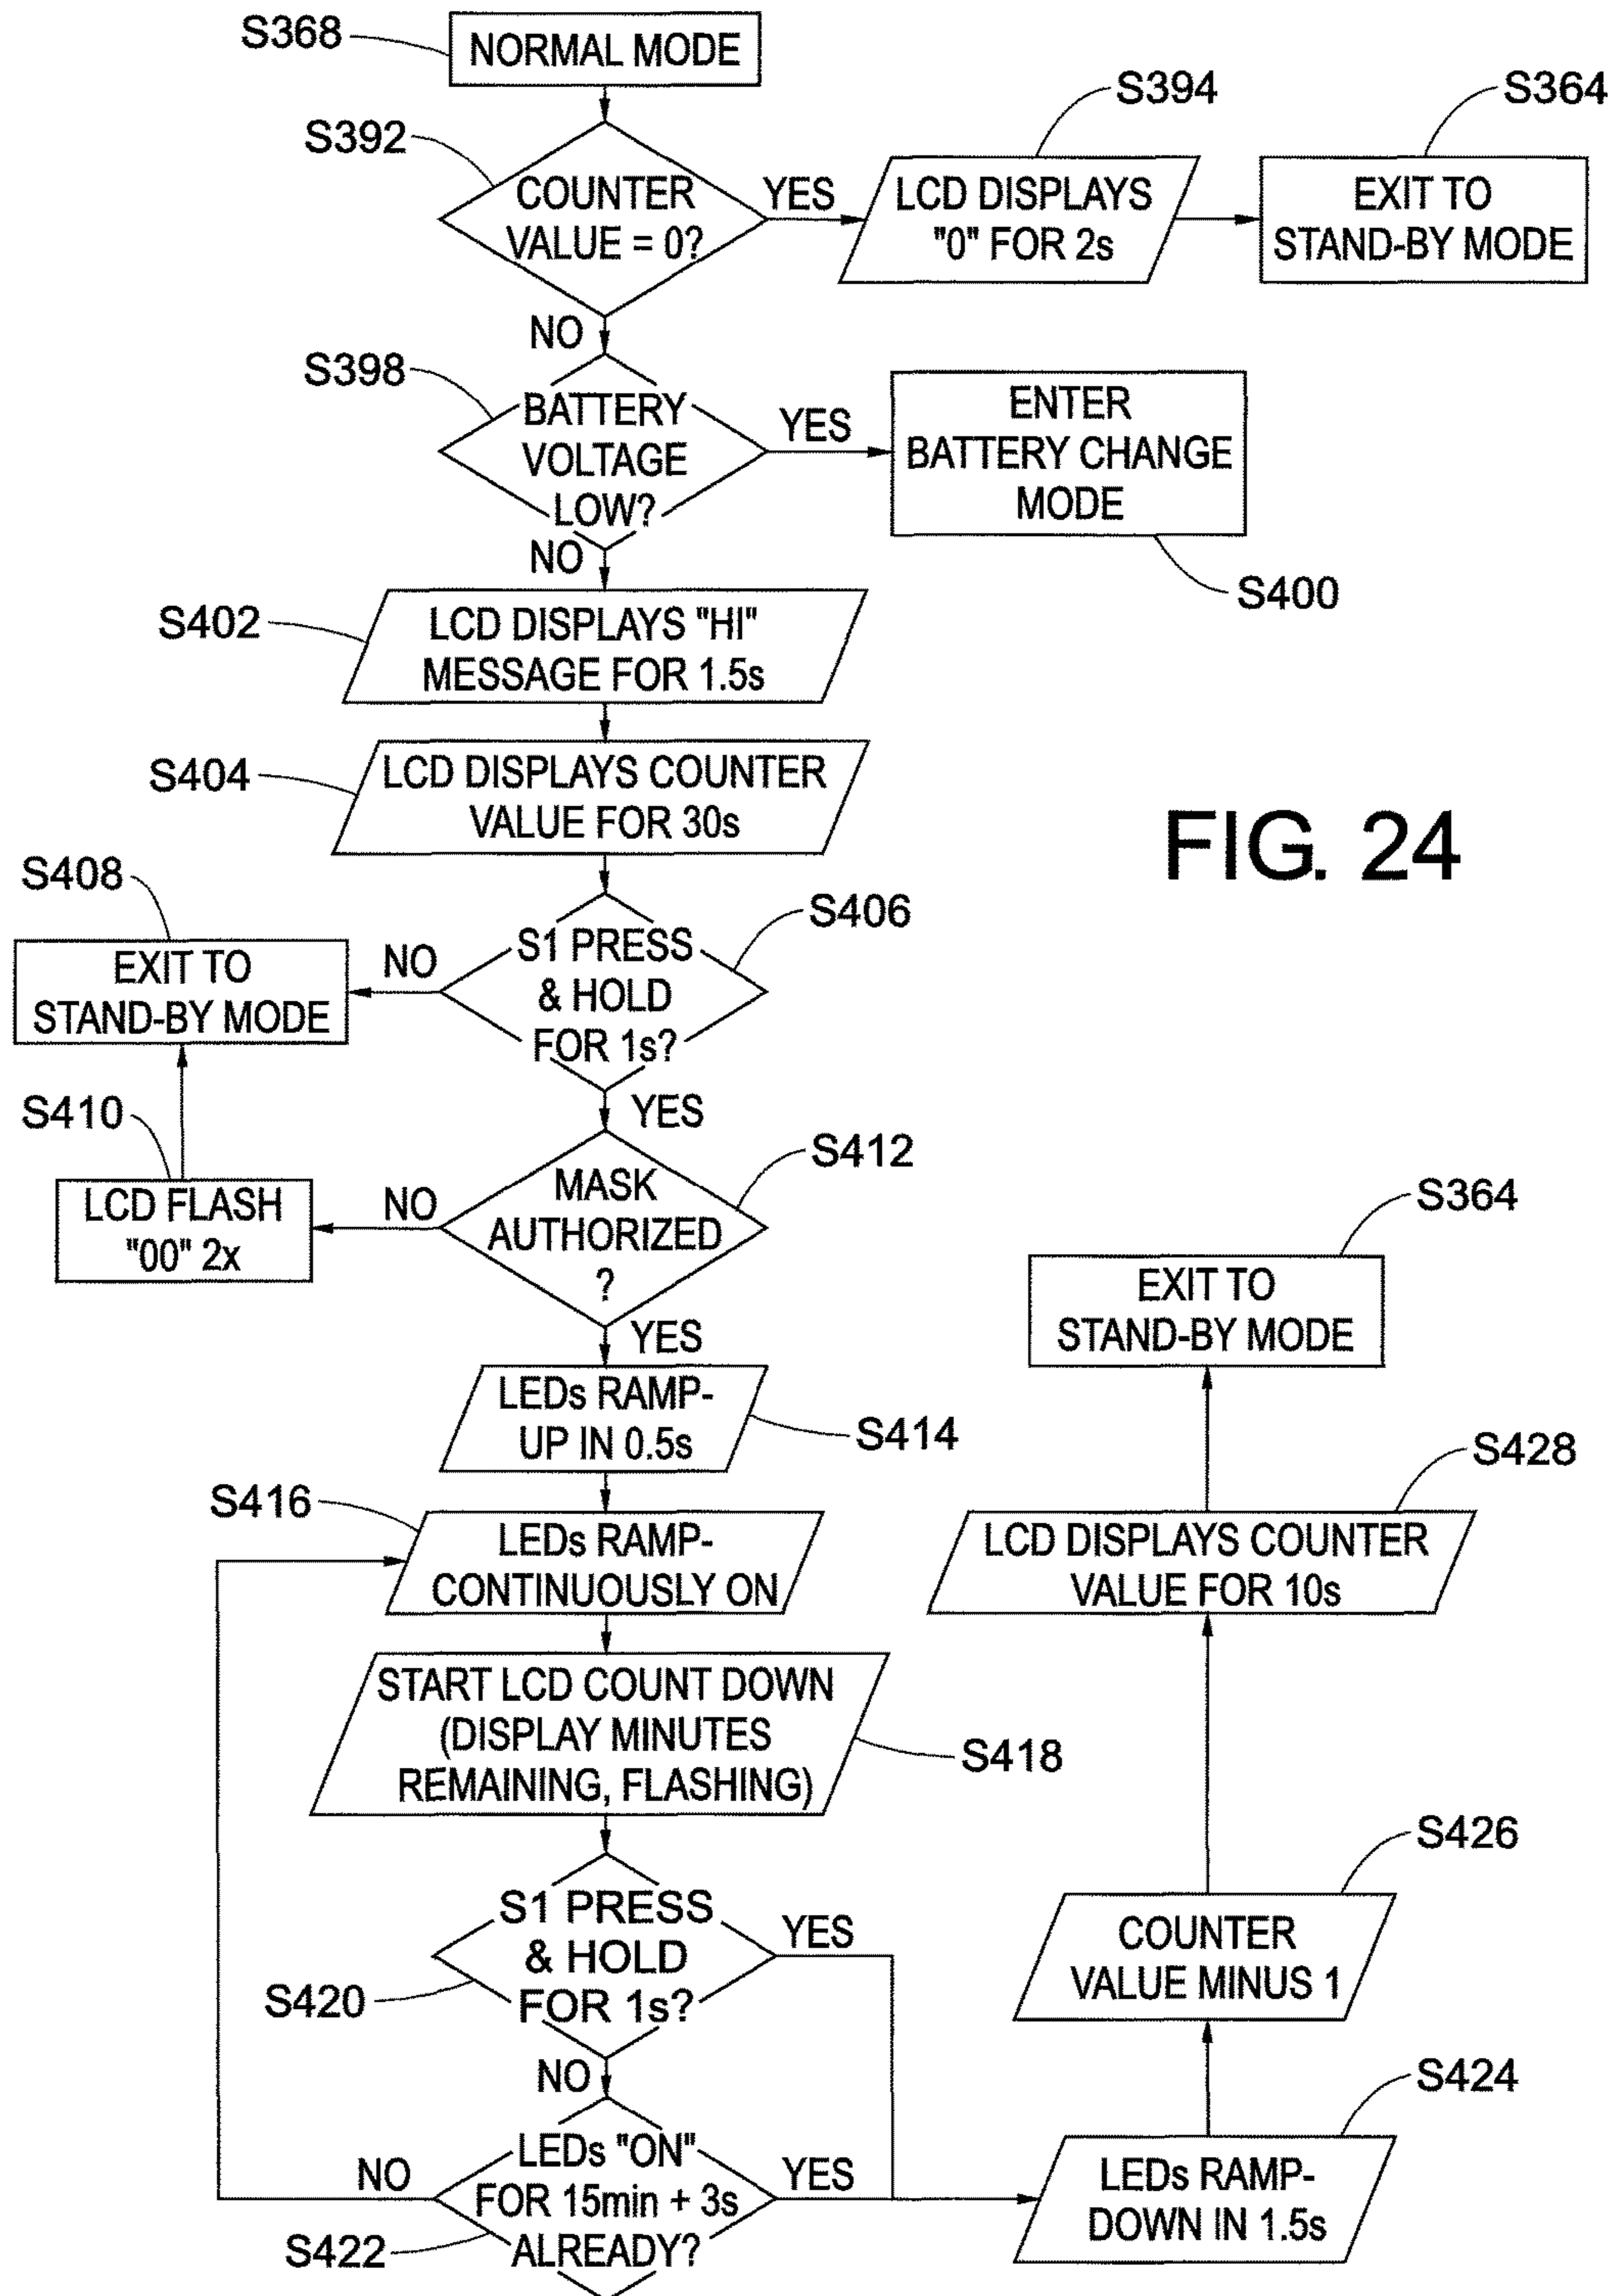 S368
NORMAL MODE
S392
COUNTER
VALUE = 0?
YES
S394
LCD DISPLAYS
"0" FOR 2s
S364
EXIT TO
STAND-BY MODE
NO
S398
BATTERY
VOLTAGE
LOW?
YES
ENTER
BATTERY CHANGE
MODE
S400
NO
S402
LCD DISPLAYS "HI"
MESSAGE FOR 1.5s
S404
LCD DISPLAYS COUNTER
VALUE FOR 30s
FIG. 24
S408
EXIT TO
STAND-BY MODE
NO
S406
S1 PRESS
& HOLD
FOR 1s?
YES
S410
LCD FLASH
"00" 2x
NO
S412
MASK
AUTHORIZED
?
YES
LEDs RAMP-
UP IN 0.5s
S414
S416
LEDs RAMP-
CONTINUOUSLY ON
START LCD COUNT DOWN
(DISPLAY MINUTES
REMAINING, FLASHING)
S418
S1 PRESS
& HOLD
FOR 1s?
S420
YES
NO
LEDs "ON"
FOR 15min + 3s
ALREADY?
S422
NO
YES
S424
LEDs RAMP-
DOWN IN 1.5s
S426
COUNTER
VALUE MINUS 1
S428
LCD DISPLAYS COUNTER
VALUE FOR 10s
S364
EXIT TO
STAND-BY MODE